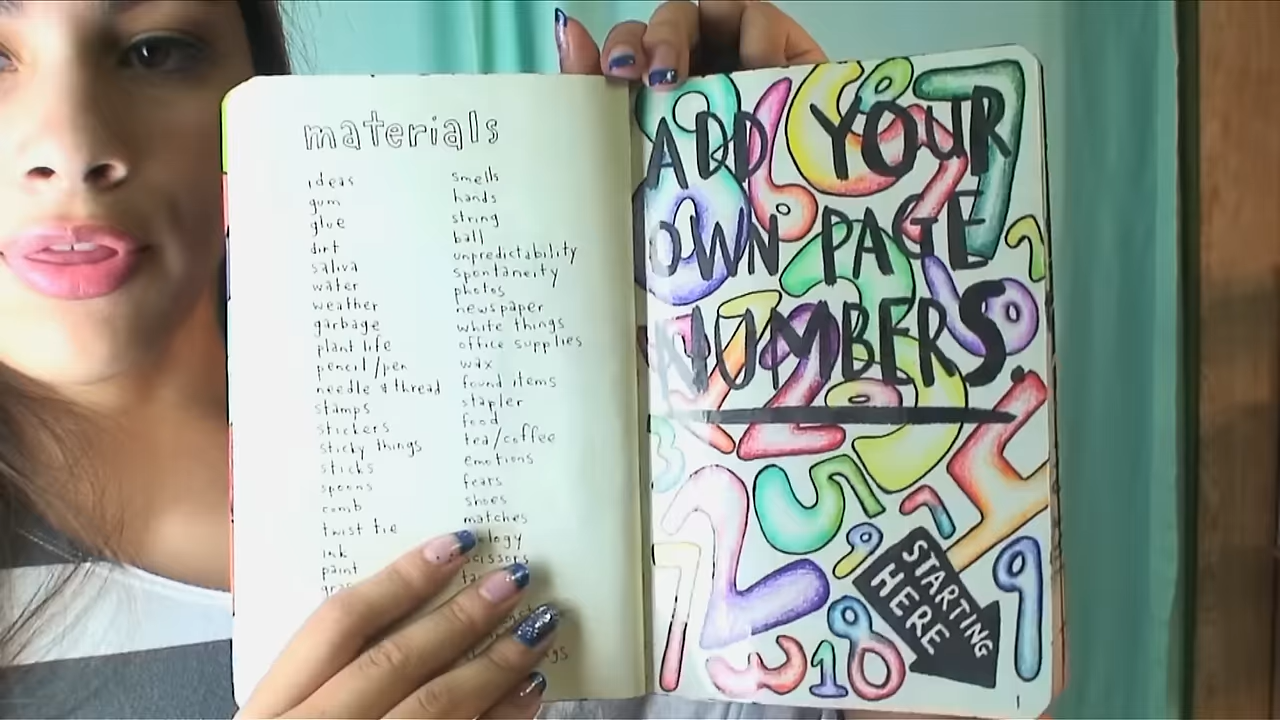 materials
ideas
gum
glue
dirt
saliva
water
weather
garbage
plant life
pencil/pen
needle & thread
stamps
stickers
sticky things
sticks
spoons
comb
twist tie
ink
paint
smells
hands
string
ball
unpredictability
spontaneity
photos
newspaper
white things
office supplies
wax
found items
stapler
food
tea/coffee
emotions
fears
shoes
matches
scissors
ADD YOUR
OWN PAGE
NUMBERS.
STARTING
HERE
1